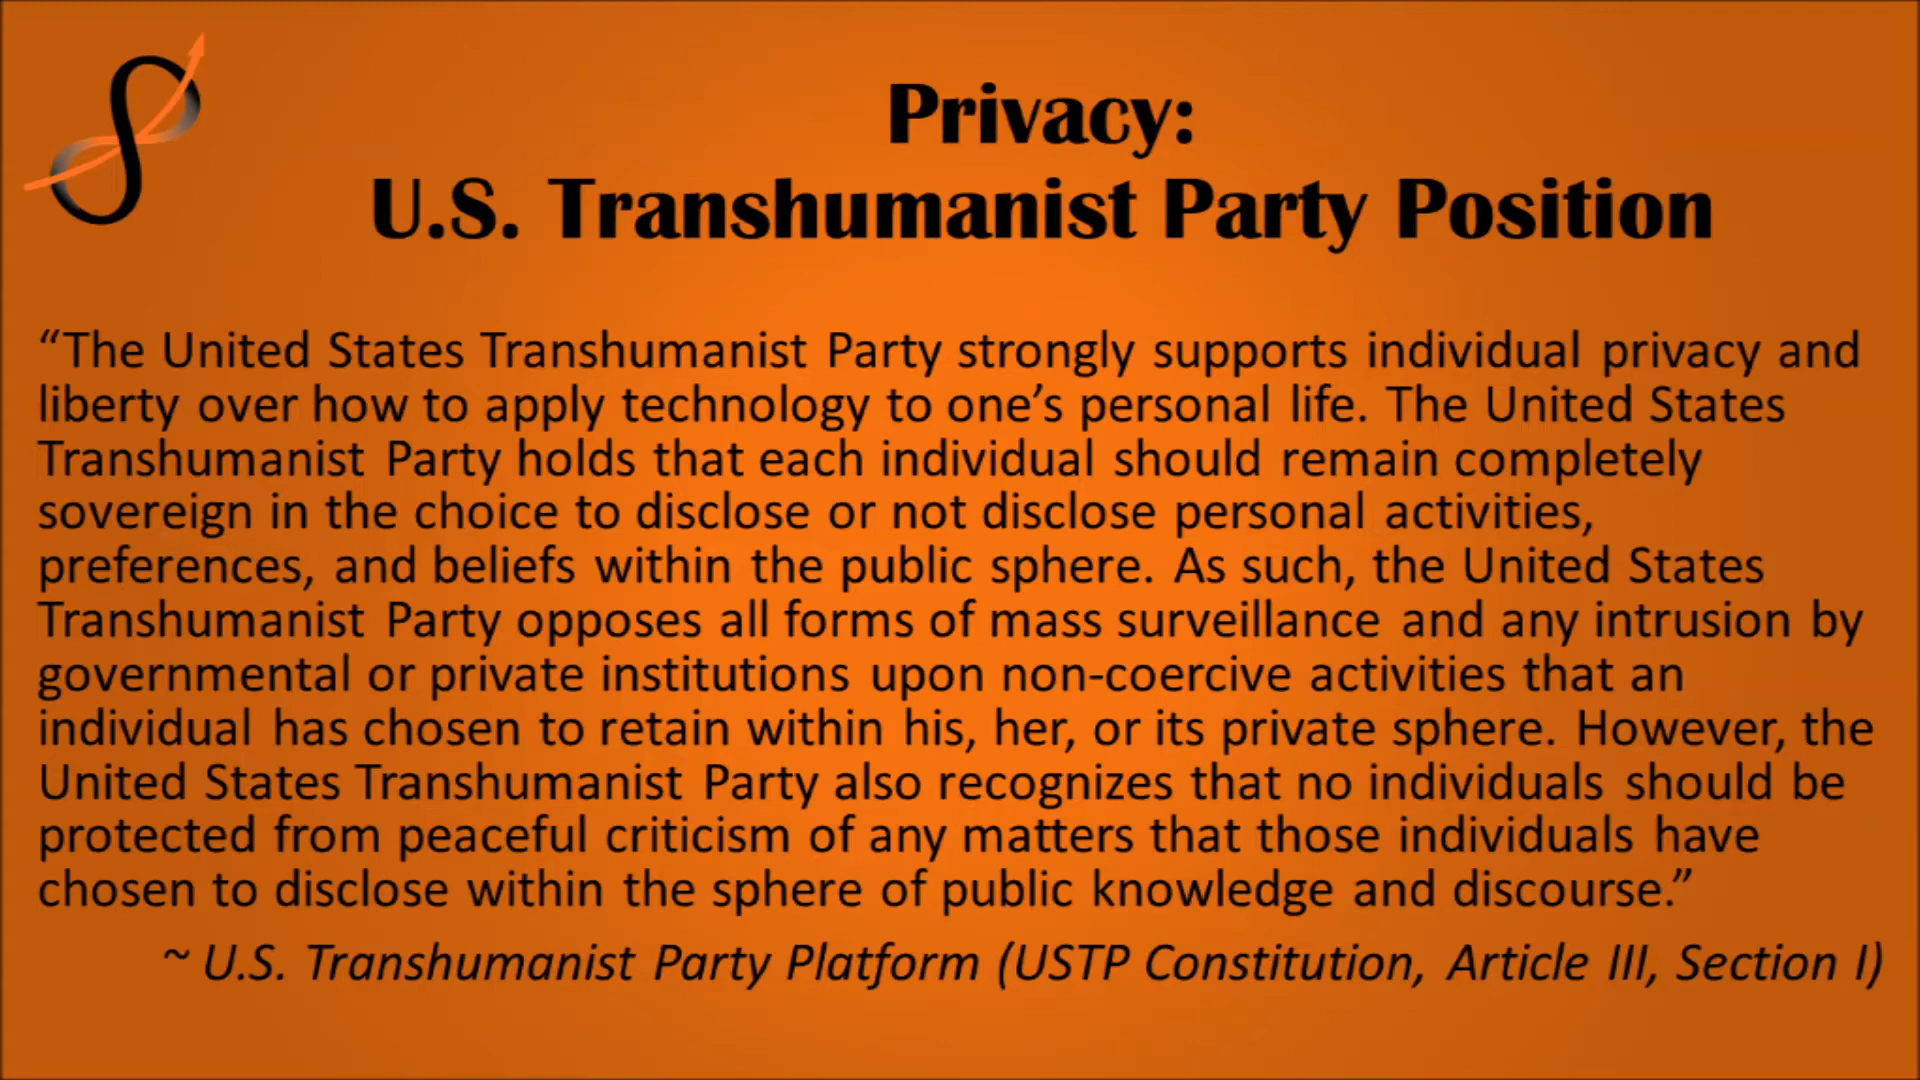 Privacy:
U.S. Transhumanist Party Position
“The United States Transhumanist Party strongly supports individual privacy and
liberty over how to apply technology to one’s personal life. The United States
Transhumanist Party holds that each individual should remain completely
sovereign in the choice to disclose or not disclose personal activities,
preferences, and beliefs within the public sphere. As such, the United States
Transhumanist Party opposes all forms of mass surveillance and any intrusion by
governmental or private institutions upon non-coercive activities that an
individual has chosen to retain within his, her, or its private sphere. However, the
United States Transhumanist Party also recognizes that no individuals should be
protected from peaceful criticism of any matters that those individuals have
chosen to disclose within the sphere of public knowledge and discourse.”
~ U.S. Transhumanist Party Platform (USTP Constitution, Article III, Section I)